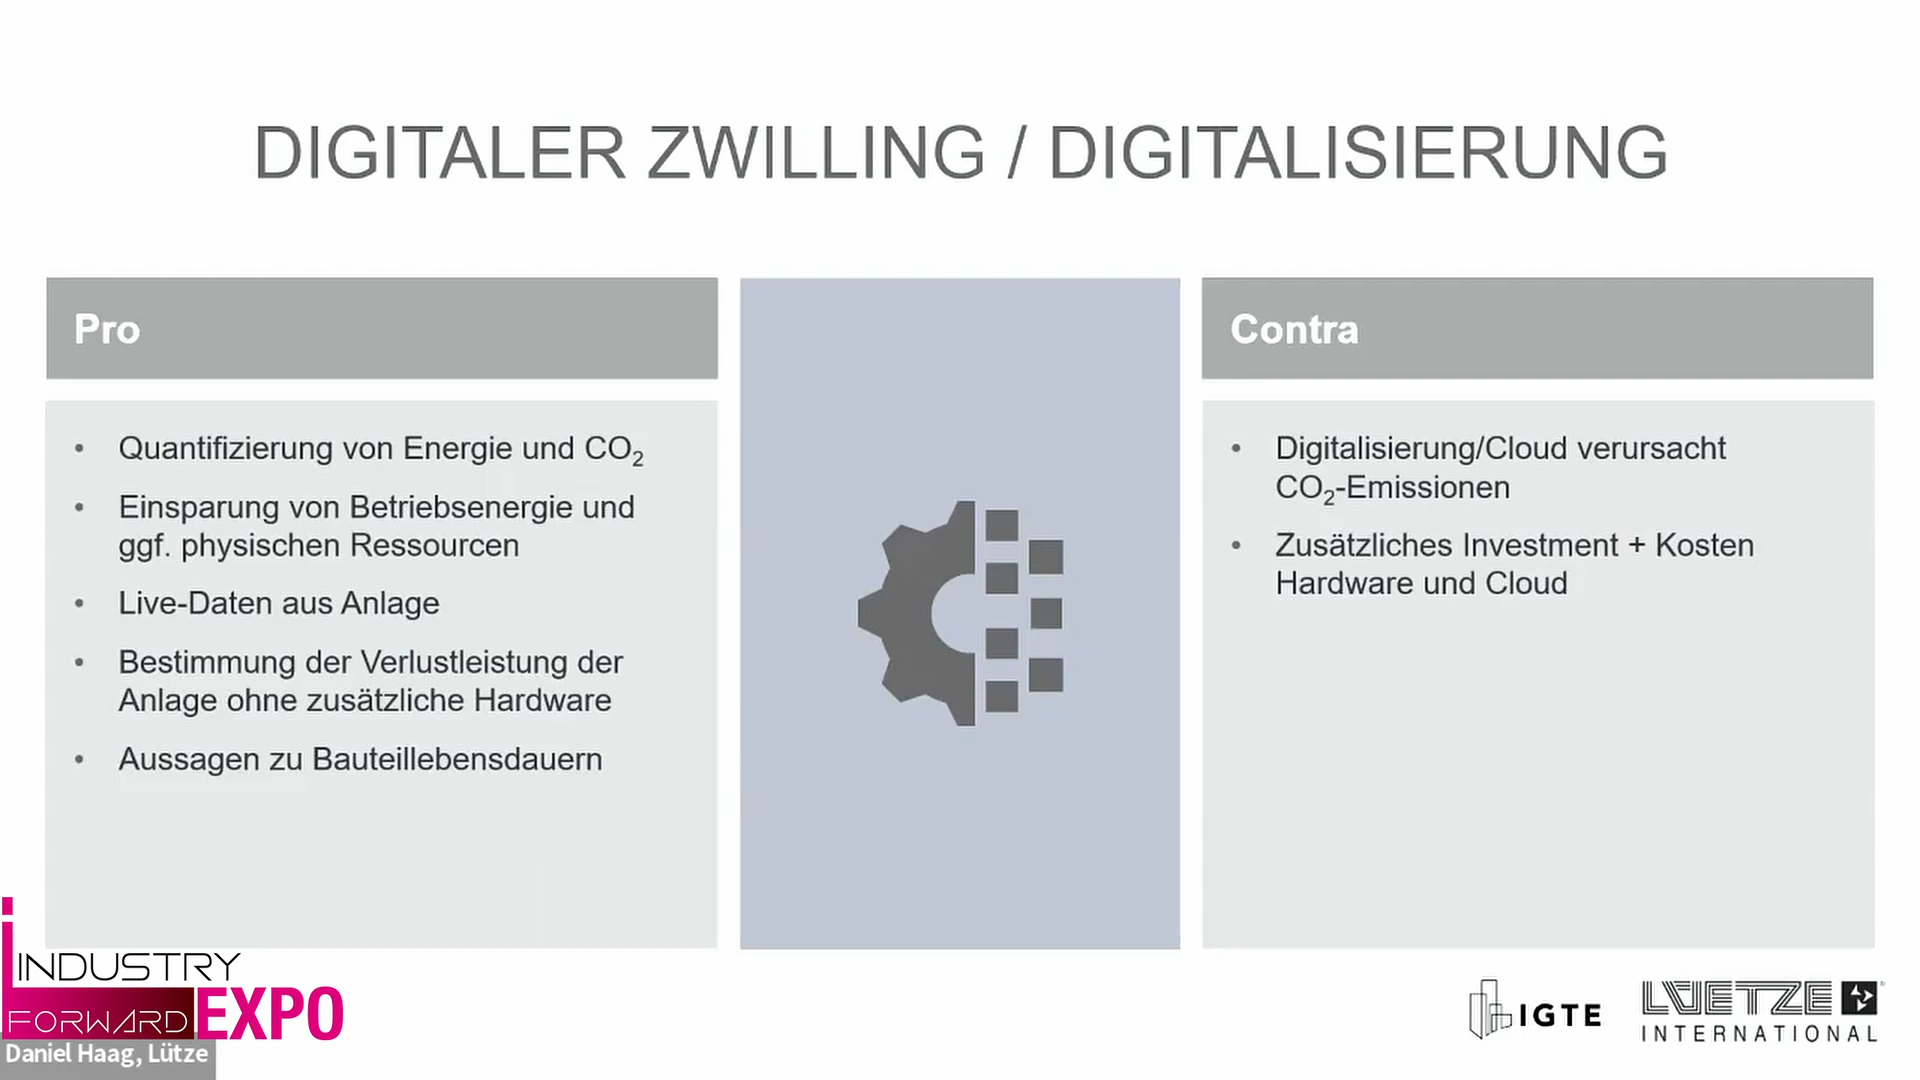 DIGITALER ZWILLING / DIGITALISIERUNG
Pro
• Quantifizierung von Energie und CO₂
• Einsparung von Betriebsenergie und
ggf. physischen Ressourcen
• Live-Daten aus Anlage
• Bestimmung der Verlustleistung der
Anlage ohne zusätzliche Hardware
• Aussagen zu Bauteillebensdauern
Contra
• Digitalisierung/Cloud verursacht
CO₂-Emissionen
• Zusätzliches Investment + Kosten
Hardware und Cloud
INDUSTRY
FORWARD EXPO
Daniel Haag, Lütze
IGTE
LUETZE
INTERNATIONAL